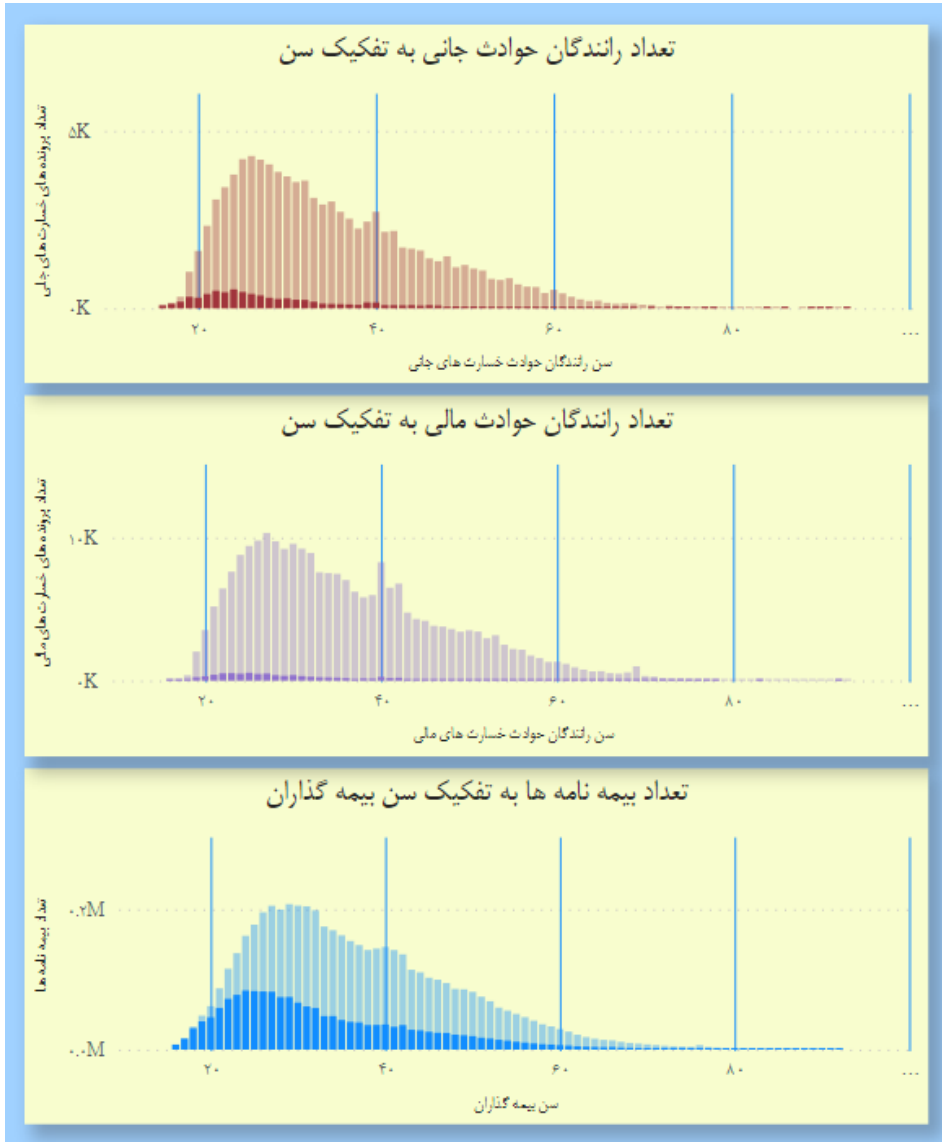 تعداد رانندگان حوادث جانی به تفکیک سن
تعداد پرونده های خسارت های جانی
۵K
۰K
۲۰
۴۰
۶۰
۸۰
...
سن رانندگان حوادث خسارت های جانی
تعداد رانندگان حوادث مالی به تفکیک سن
تعداد پرونده های خسارت های مالی
۱۰K
۰K
۲۰
۴۰
۶۰
۸۰
...
سن رانندگان حوادث خسارت های مالی
تعداد بیمه نامه ها به تفکیک سن بیمه گذاران
تعداد بیمه نامه ها
۰.۲M
۰.۰M
۲۰
۴۰
۶۰
۸۰
...
سن بیمه گذاران